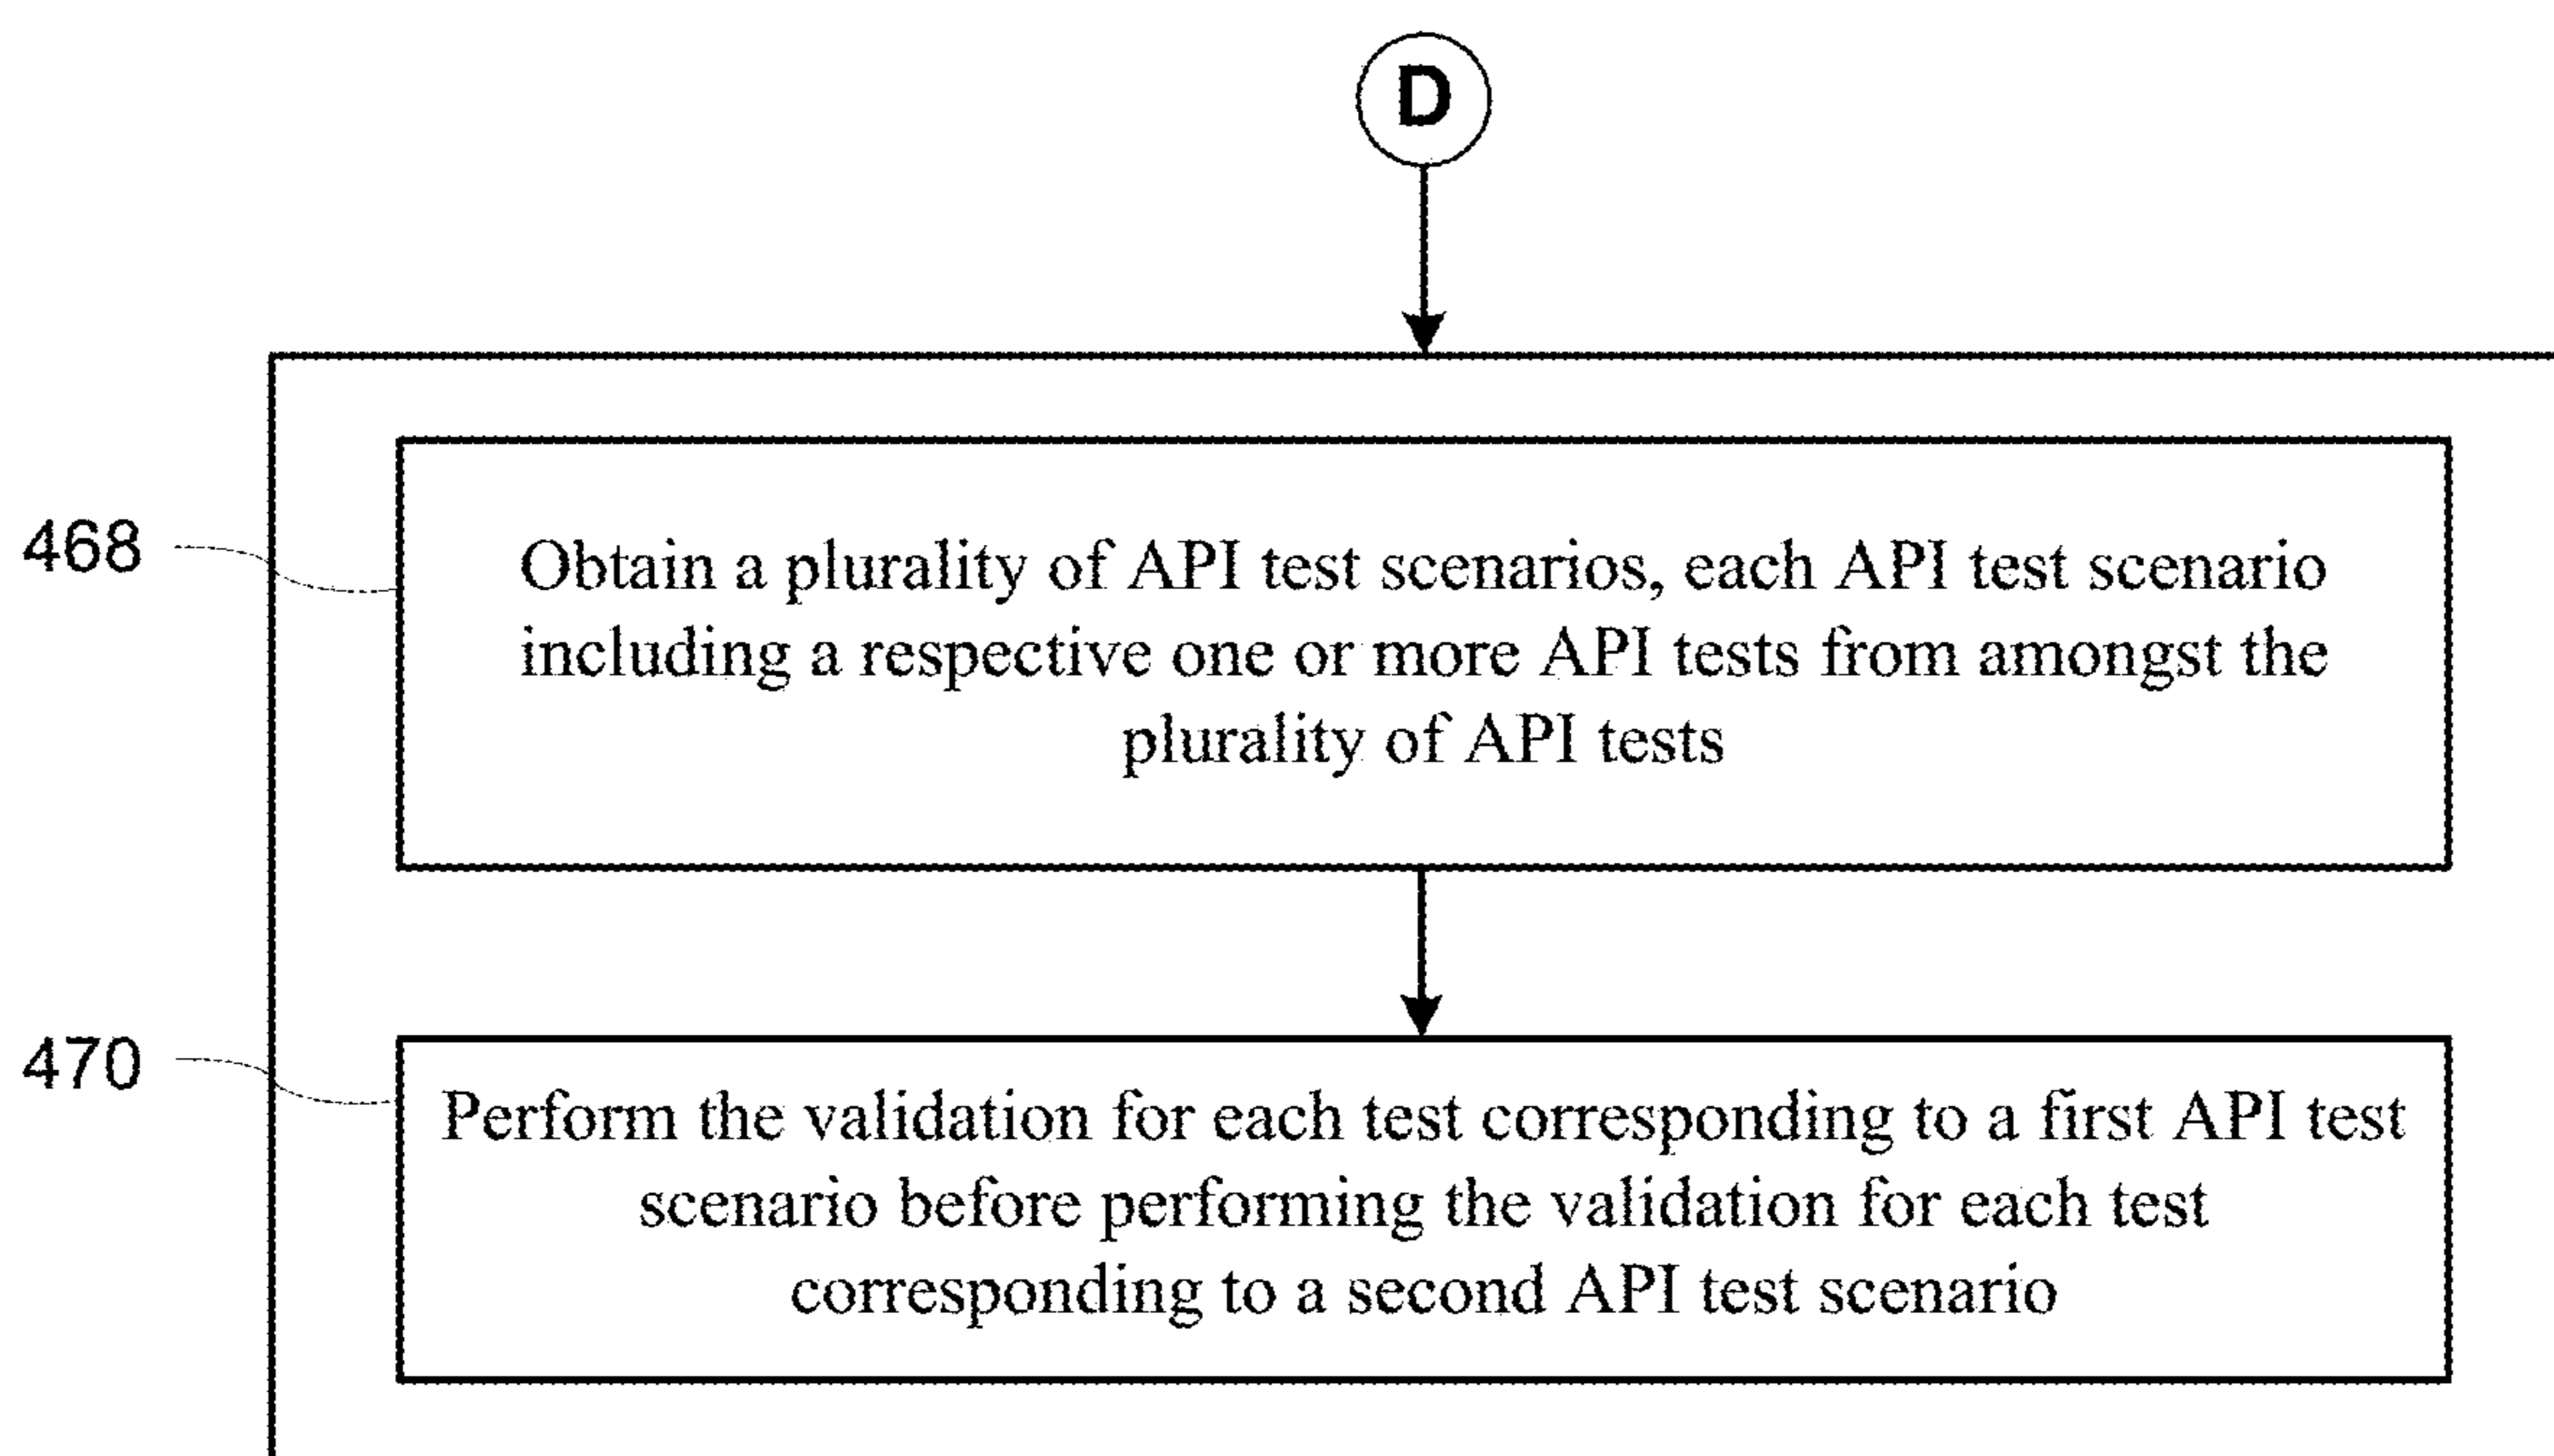 D
468
Obtain a plurality of API test scenarios, each API test scenario
including a respective one or more API tests from amongst the
plurality of API tests
470
Perform the validation for each test corresponding to a first API test
scenario before performing the validation for each test
corresponding to a second API test scenario